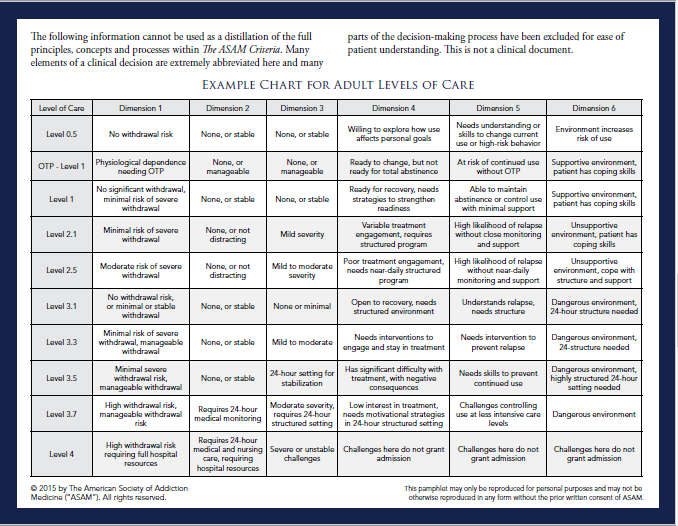 The following information cannot be used as a distillation of the full
principles, concepts and processes within The ASAM Criteria. Many
elements of a clinical decision are extremely abbreviated here and many
parts of the decision-making process have been excluded for ease of
patient understanding. This is not a clinical document.
Example Chart for Adult Levels of Care
Level of Care Dimension 1 Dimension 2 Dimension 3 Dimension 4 Dimension 5 Dimension 6
Level 0.5
No withdrawal risk
None, or stable
None, or stable
Willing to explore how use
affects personal goals
Needs understanding or
skills to change current
use or high-risk behavior
Environment increases
risk of use
OTP - Level 1
Physiological dependence
needing OTP
None, or
manageable
None, or
manageable
Ready to change, but not
ready for total abstinence
At risk of continued use
without OTP
Supportive environment,
patient has coping skills
Level 1
No significant withdrawal,
minimal risk of severe
withdrawal
None, or stable
None, or stable
Ready for recovery, needs
strategies to strengthen
readiness
Able to maintain
abstinence or control use
with minimal support
Supportive environment,
patient has coping skills
Level 2.1
Minimal risk of severe
withdrawal
None, or not
distracting
Mild severity
Variable treatment
engagement, requires
structured program
High likelihood of relapse
without close monitoring
and support
Unsupportive
environment, patient has
coping skills
Level 2.5
Moderate risk of severe
withdrawal
None, or not
distracting
Mild to moderate
severity
Poor treatment engagement,
needs near-daily structured
program
High likelihood of relapse
without near-daily
monitoring and support
Unsupportive
environment, cope with
structure and support
Level 3.1
No withdrawal risk,
or minimal or stable
withdrawal
None, or stable
None or minimal
Open to recovery, needs
structured environment
Understands relapse,
needs structure
Dangerous environment,
24-hour structure needed
Level 3.3
Minimal risk of severe
withdrawal, manageable
withdrawal
None, or stable
Mild to moderate
Needs interventions to
engage and stay in treatment
Needs intervention to
prevent relapse
Dangerous environment,
24-structure needed
Level 3.5
Minimal severe
withdrawal risk,
manageable withdrawal
None, or stable
24-hour setting for
stabilization
Has significant difficulty with
treatment, with negative
consequences
Needs skills to prevent
continued use
Dangerous environment,
highly structured 24-hour
setting needed
Level 3.7
High withdrawal risk,
manageable withdrawal
risk
Requires 24-hour
medical monitoring
Moderate severity,
requires 24-hour
structured setting
Low interest in treatment,
needs motivational strategies
in 24-hour structured setting
Challenges controlling
use at less intensive care
levels
Dangerous environment
Level 4
High withdrawal risk
requiring full hospital
resources
Requires 24-hour
medical and nursing
care, requiring
hospital resources
Severe or unstable
challenges
Challenges here do not grant
admission
Challenges here do not
grant admission
Challenges here do not
grant admission
© 2015 by The American Society of Addiction
Medicine ("ASAM"). All rights reserved.
This pamphlet may only be reproduced for personal purposes and may not be
otherwise reproduced in any form without the prior written consent of ASAM.